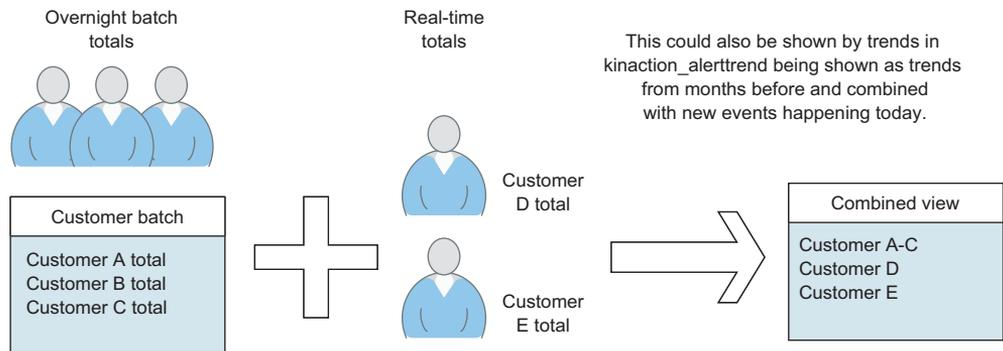 Overnight batch
totals
Real-time
totals
This could also be shown by trends in
kinaction_alerttrend being shown as trends
from months before and combined
with new events happening today.
Customer batch
Customer A total
Customer B total
Customer C total
Customer
D total
Customer
E total
Combined view
Customer A-C
Customer D
Customer E